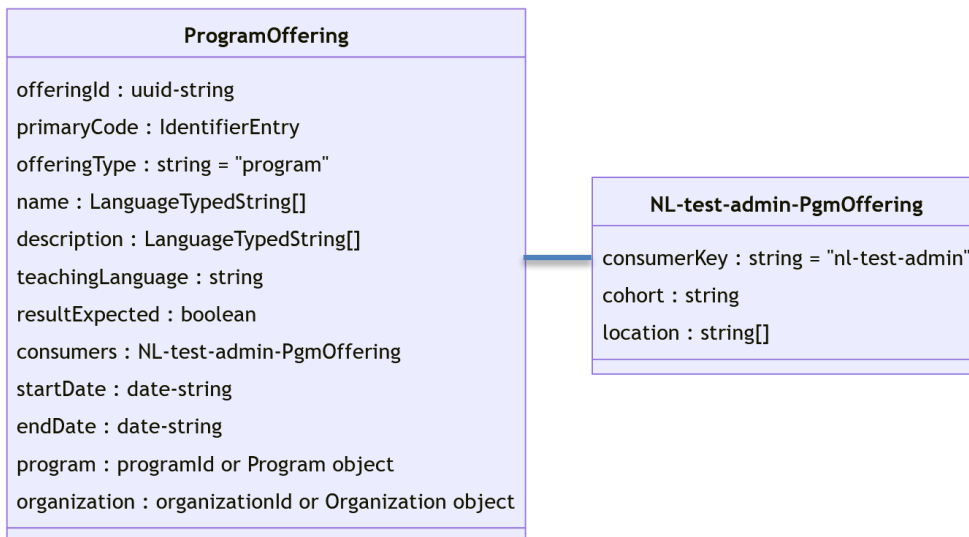 ProgramOffering
offeringId : uuid-string
primaryCode : IdentifierEntry
offeringType : string = "program"
name : LanguageTypedString[]
description : LanguageTypedString[]
teachingLanguage : string
resultExpected : boolean
consumers : NL-test-admin-PgmOffering
startDate : date-string
endDate : date-string
program : programId or Program object
organization : organizationId or Organization object
NL-test-admin-PgmOffering
consumerKey : string = "nl-test-admin"
cohort : string
location : string[]